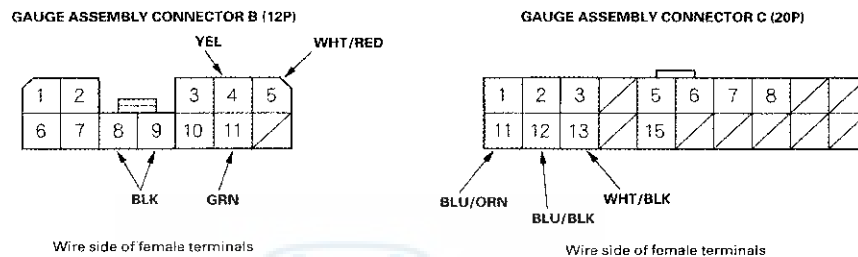 GAUGE ASSEMBLY CONNECTOR B (12P)
YEL
WHT/RED
1 2 3 4 5
6 7 8 9 10 11
BLK
GRN
Wire side of female terminals
GAUGE ASSEMBLY CONNECTOR C (20P)
1 2 3 5 6 7 8
11 12 13 15
BLU/ORN
WHT/BLK
BLU/BLK
Wire side of female terminals